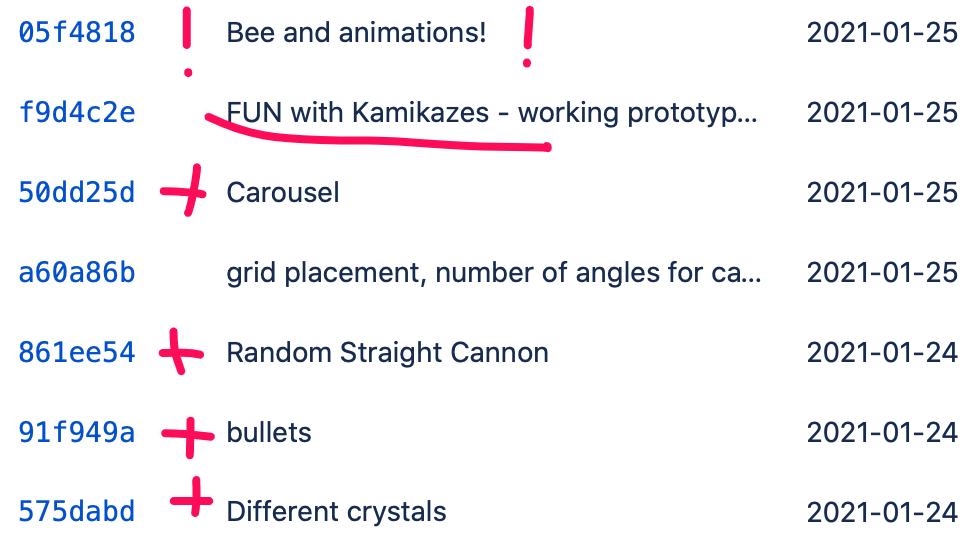 05f4818 ! Bee and animations! ! 2021-01-25
f9d4c2e FUN with Kamikazes - working prototyp... 2021-01-25
50dd25d + Carousel 2021-01-25
a60a86b grid placement, number of angles for ca... 2021-01-25
861ee54 + Random Straight Cannon 2021-01-24
91f949a + bullets 2021-01-24
575dabd + Different crystals 2021-01-24